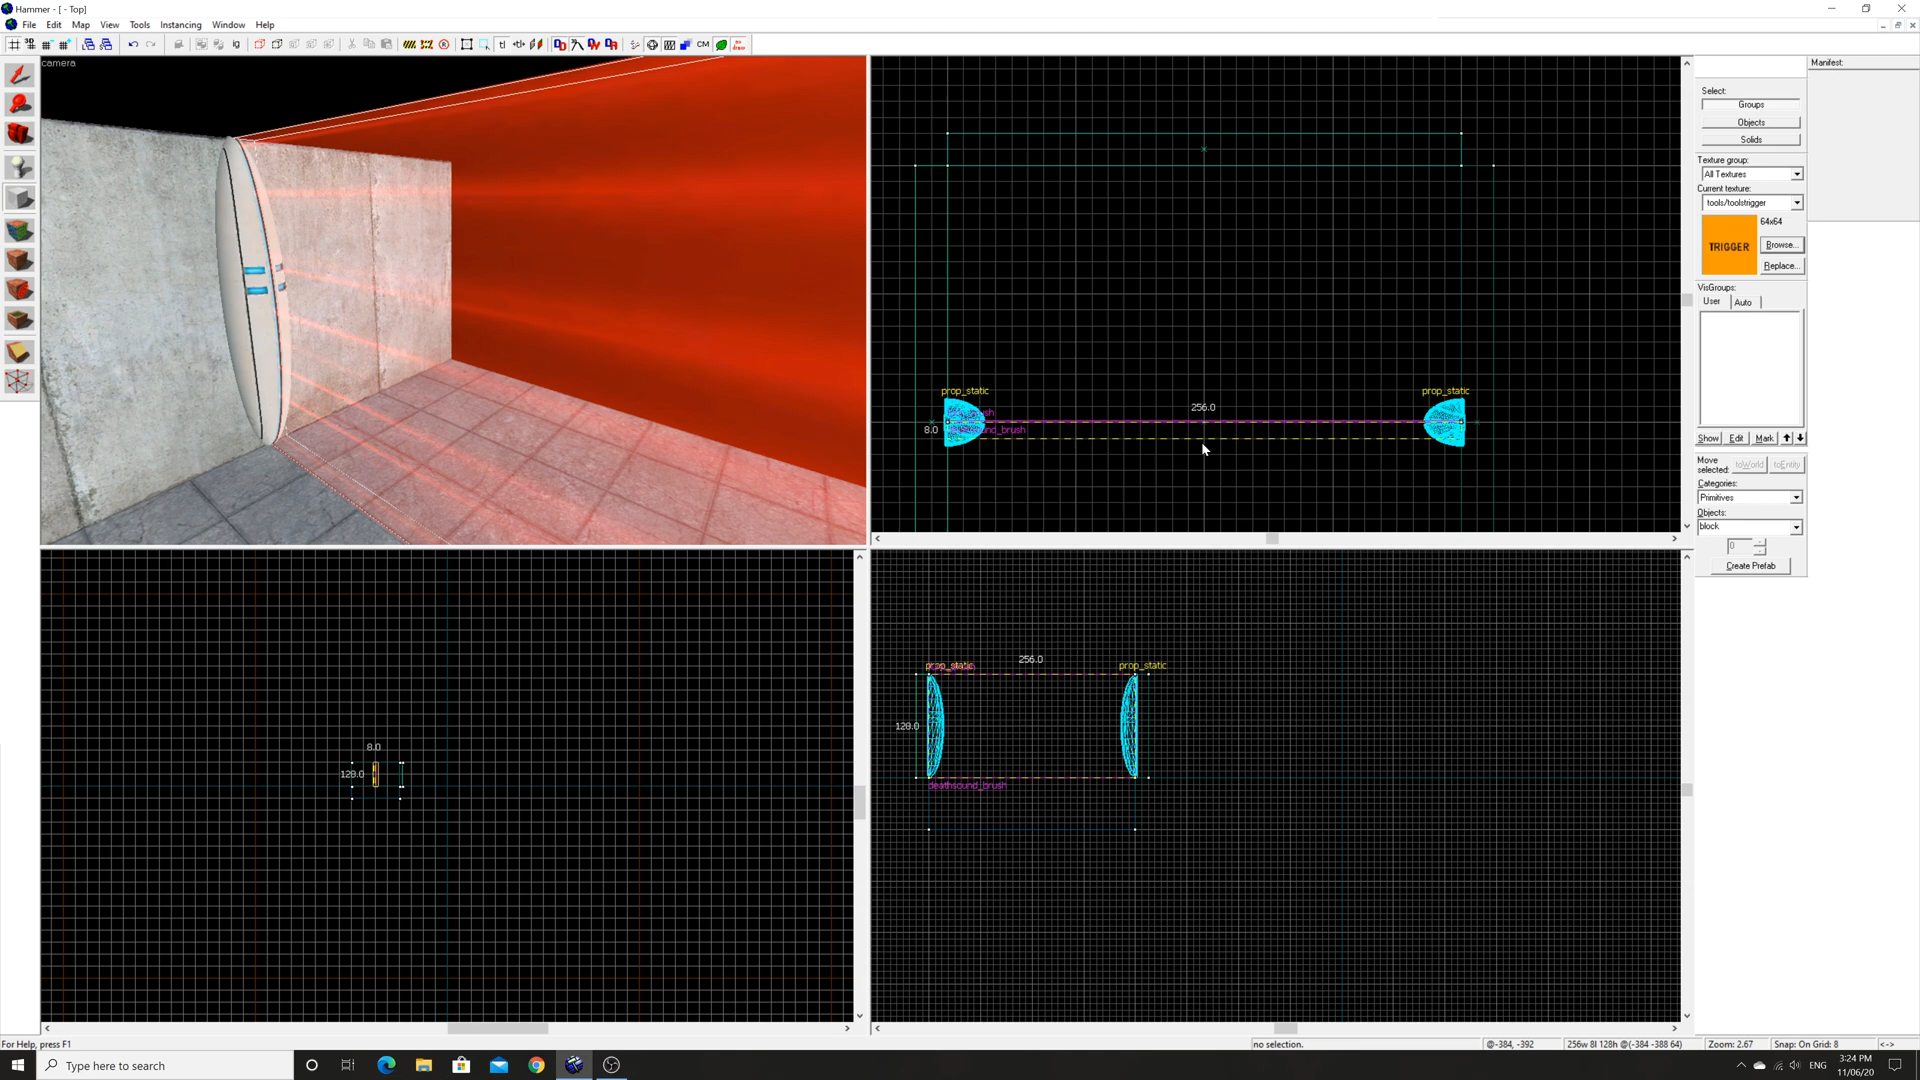 Hammer - [ - Top]
File Edit Map View Tools Instancing Window Help
camera
prop_static
prop_static
256.0
8.0
256.0
prop_static
prop_static
128.0
deathsound_brush
8.0
128.0
Select:
Groups
Objects
Solids
Texture group:
All Textures
Current texture:
tools/toolstrigger
64x64
TRIGGER
Browse...
Replace...
VisGroups:
User Auto
Show Edit Mark
Move selected:
toWorld toEntity
Categories:
Primitives
Objects:
block
0
Create Prefab
Manifest:
For Help, press F1
no selection.
@-384, -392
256w 8l 128h @(-384 -388 64)
Zoom: 2.67
Snap: On Grid: 8
<->
Type here to search
ENG
3:24 PM
11/06/20